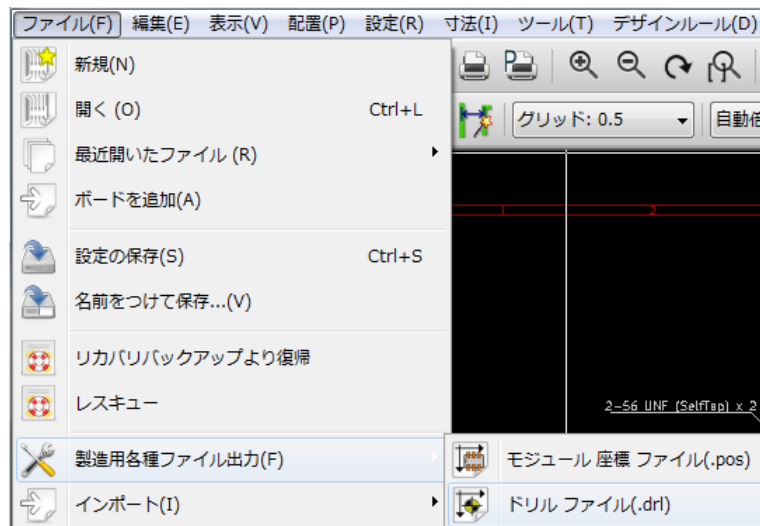 ファイル(F) 編集(E) 表示(V) 配置(P) 設定(R) 寸法(I) ツール(T) デザインルール(D)
新規(N)
開く (O) Ctrl+L
グリッド: 0.5 自動倍
最近開いたファイル (R)
ボードを追加(A)
2
設定の保存(S) Ctrl+S
名前をつけて保存...(V)
リカバリバックアップより復帰
レスキュー
2-56 UNF (SelfTap) x 2
製造用各種ファイル出力(F)
モジュール 座標 ファイル(.pos)
インポート(I)
ドリル ファイル(.drl)